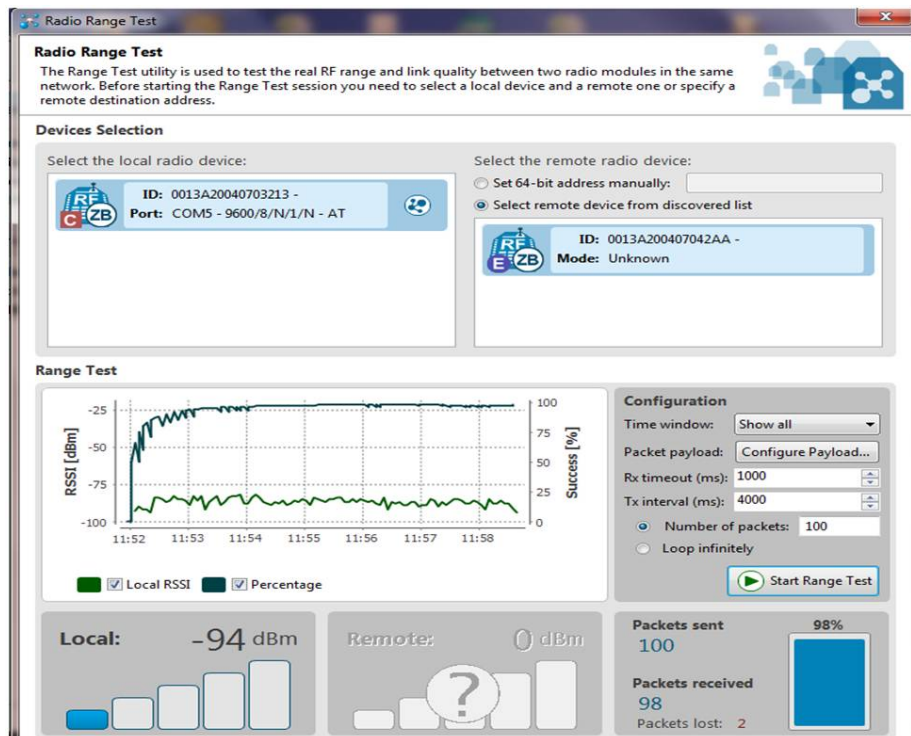 Radio Range Test
x
Radio Range Test
The Range Test utility is used to test the real RF range and link quality between two radio modules in the same
network. Before starting the Range Test session you need to select a local device and a remote one or specify a
remote destination address.
Devices Selection
Select the local radio device:
RF
C ZB
ID: 0013A20040703213 -
Port: COM5 - 9600/8/N/1/N - AT
Select the remote radio device:
Set 64-bit address manually:
Select remote device from discovered list
RF
E ZB
ID: 0013A200407042AA -
Mode: Unknown
Range Test
RSSI [dBm]
-25
-50
-75
-100
100
75
50
25
0
Success [%]
11:52 11:53 11:54 11:55 11:56 11:57 11:58
Local RSSI Percentage
Configuration
Time window: Show all
Packet payload: Configure Payload...
Rx timeout (ms): 1000
Tx interval (ms): 4000
Number of packets: 100
Loop infinitely
Start Range Test
Local: -94 dBm
Remote: 0 dBm
?
Packets sent
100
98%
Packets received
98
Packets lost: 2